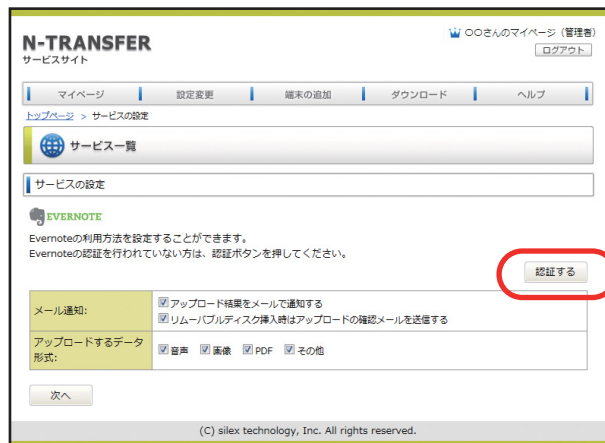 N-TRANSFER
サービスサイト
〇〇さんのマイページ（管理者）
ログアウト
マイページ 設定変更 端末の追加 ダウンロード ヘルプ
トップページ > サービスの設定
サービス一覧
サービスの設定
EVERNOTE
Evernoteの利用方法を設定することができます。
Evernoteの認証を行われていない方は、認証ボタンを押してください。
認証する
メール通知:
アップロード結果をメールで通知する
リムーバブルディスク挿入時はアップロードの確認メールを送信する
アップロードするデータ
形式:
音声 画像 PDF その他
次へ
(C) silex technology, Inc. All rights reserved.